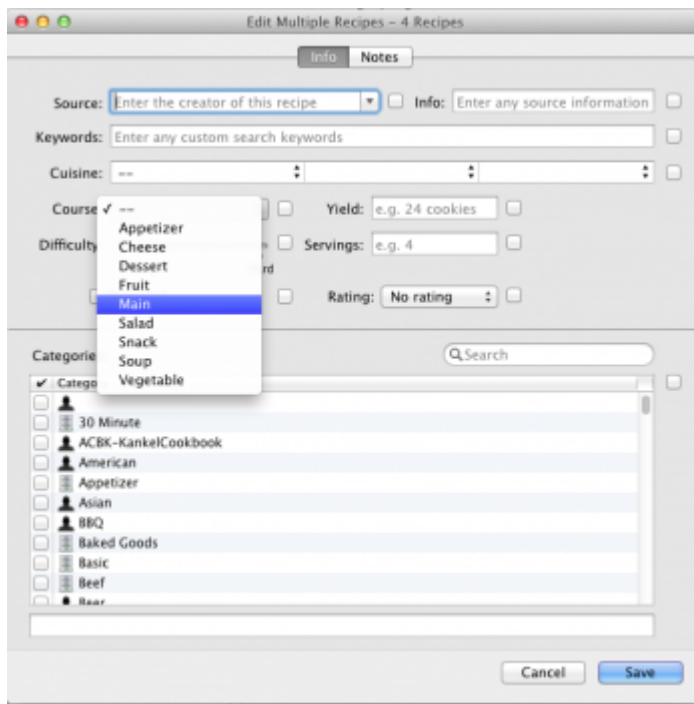 Edit Multiple Recipes – 4 Recipes
Info Notes
Source: Enter the creator of this recipe Info: Enter any source information
Keywords: Enter any custom search keywords
Cuisine: --
Course ✓ -- Yield: e.g. 24 cookies
Appetizer
Difficulty Cheese Servings: e.g. 4
Dessert
Fruit
Main Rating: No rating
Salad
Snack
Soup
Vegetable
Categorie Search
✔ Catego
30 Minute
ACBK-KankelCookbook
American
Appetizer
Asian
BBQ
Baked Goods
Basic
Beef
Beer
Cancel Save